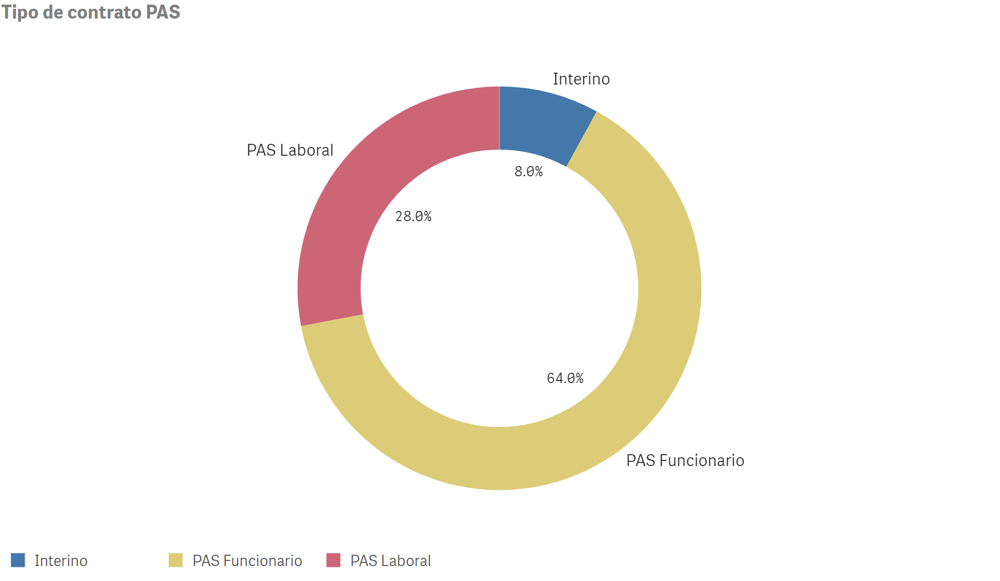 Tipo de contrato PAS
Interino
PAS Laboral
8.0%
28.0%
64.0%
PAS Funcionario
Interino
PAS Funcionario
PAS Laboral